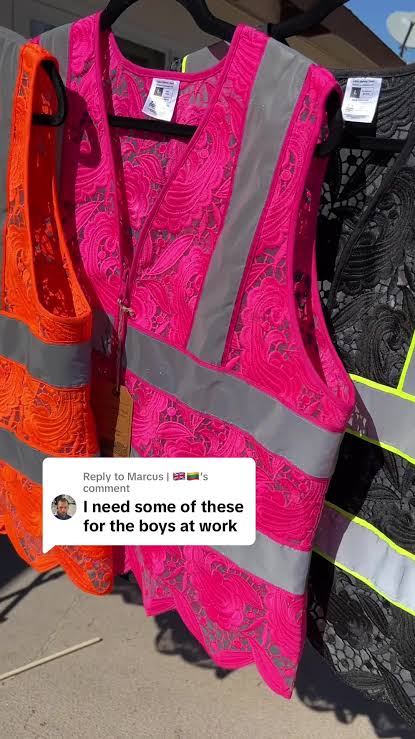 Reply to Marcus | 🇬🇧🇱🇹's
comment
I need some of these
for the boys at work